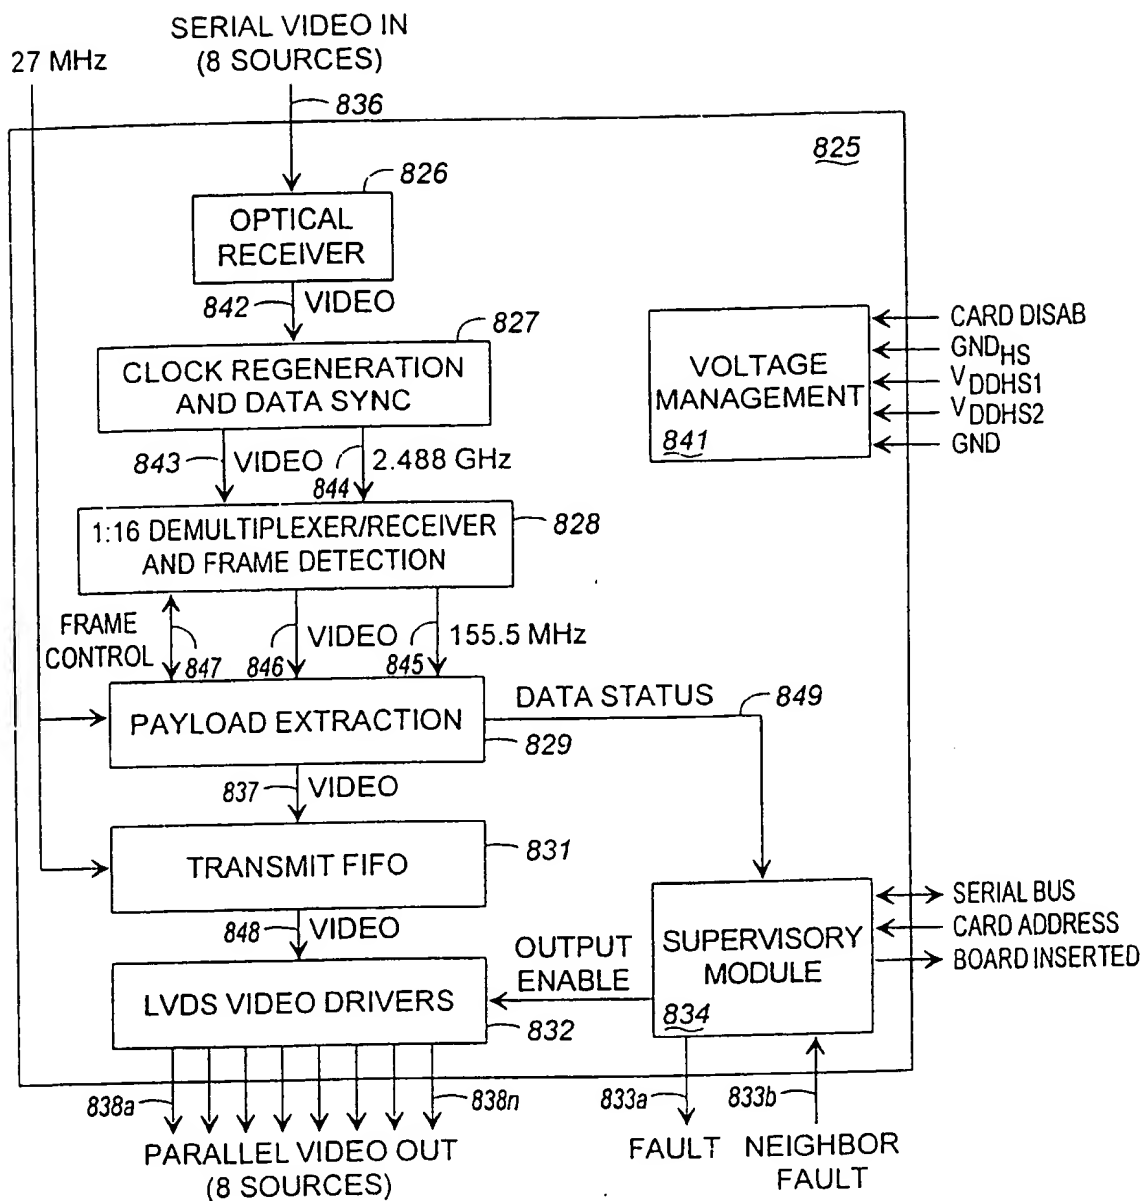 SERIAL VIDEO IN
(8 SOURCES)
27 MHz
836
825
826
OPTICAL
RECEIVER
842
VIDEO
827
CLOCK REGENERATION
AND DATA SYNC
843
VIDEO
844
2.488 GHz
828
1:16 DEMULTIPLEXER/RECEIVER
AND FRAME DETECTION
FRAME
CONTROL
847
846
VIDEO
845
155.5 MHz
PAYLOAD EXTRACTION
829
DATA STATUS
849
837
VIDEO
TRANSMIT FIFO
831
848
VIDEO
OUTPUT
ENABLE
LVDS VIDEO DRIVERS
832
838a
838n
PARALLEL VIDEO OUT
(8 SOURCES)
VOLTAGE
MANAGEMENT
841
CARD DISAB
GNDHS
VDDHS1
VDDHS2
GND
SUPERVISORY
MODULE
834
SERIAL BUS
CARD ADDRESS
BOARD INSERTED
833a
833b
FAULT
NEIGHBOR
FAULT